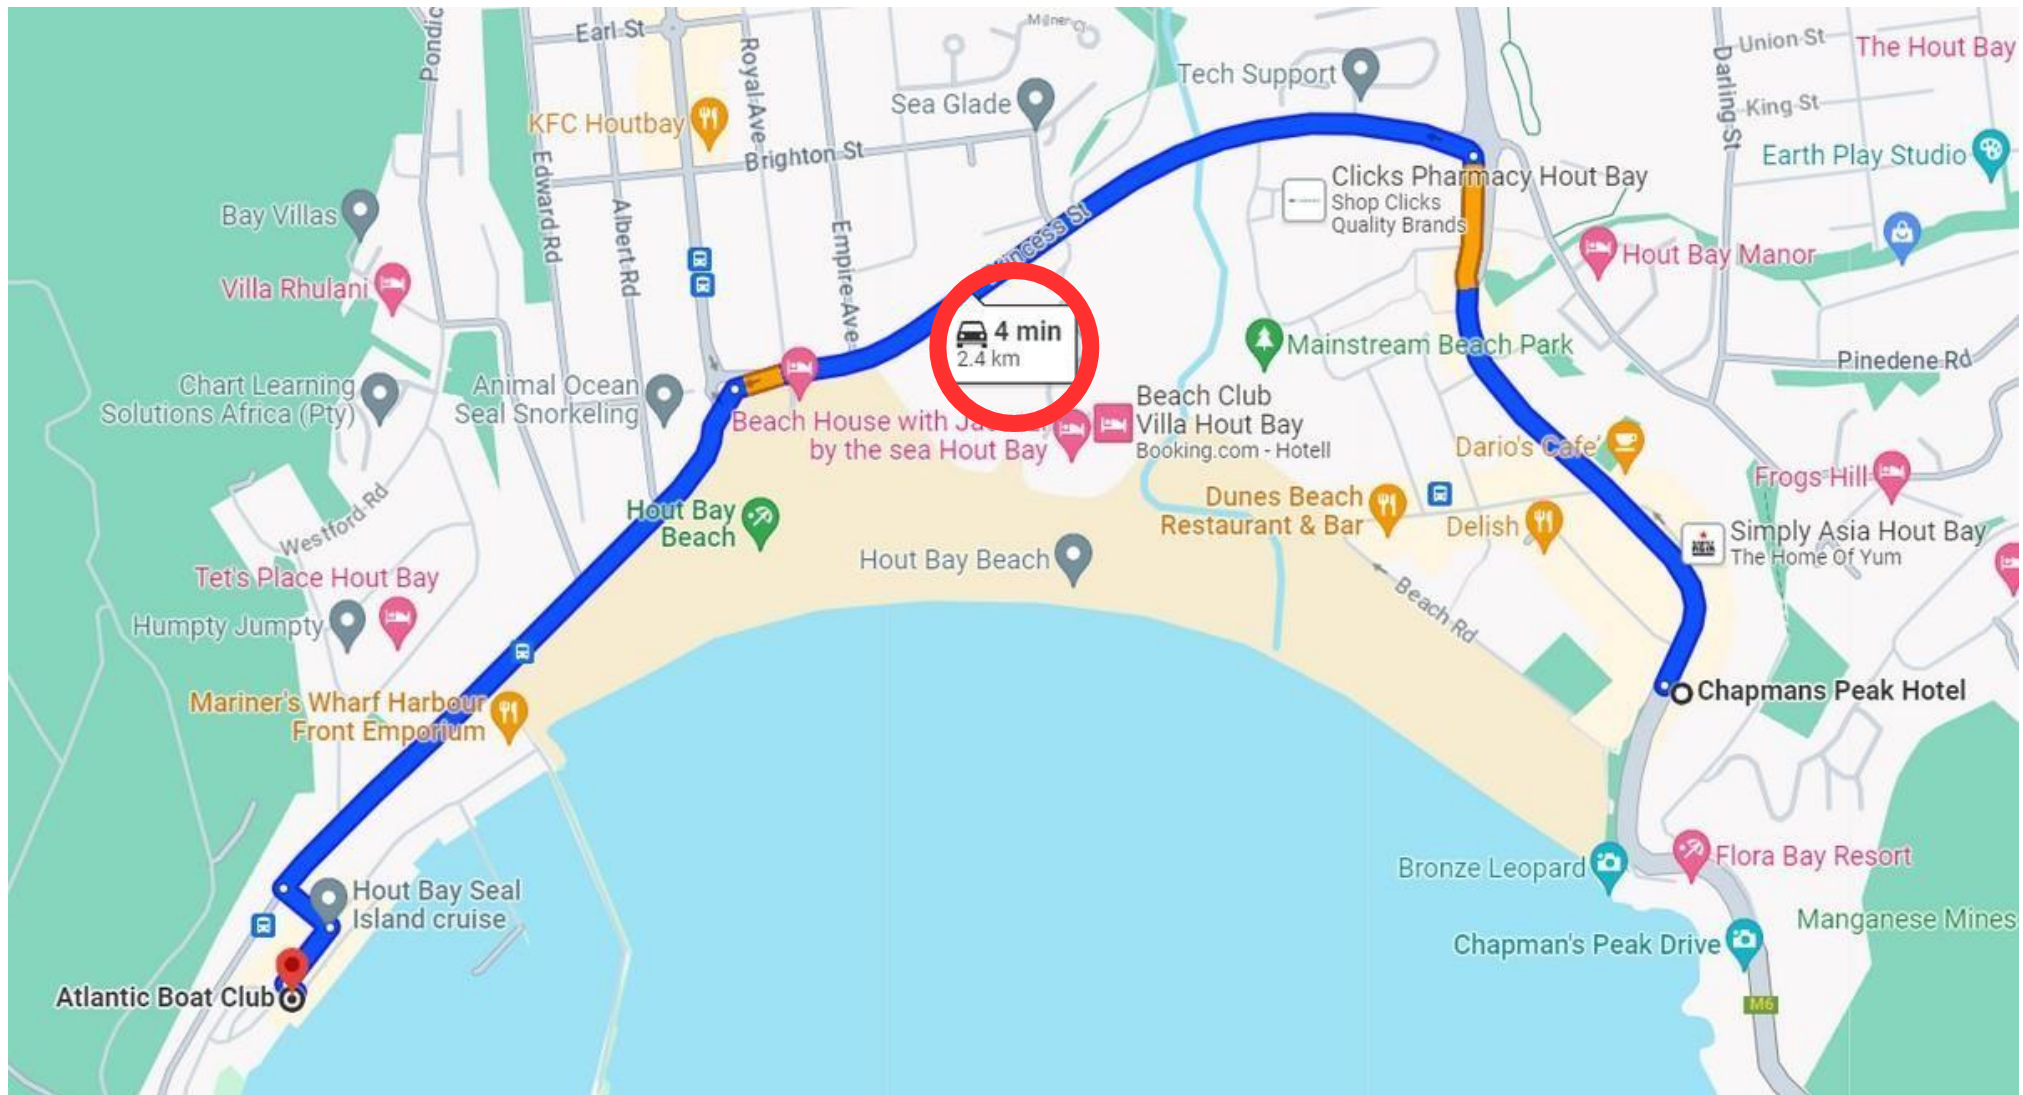 Pondic
Earl St
Royal Ave
Milner Cl
Union St
The Hout Bay
Tech Support
Sea Glade
KFC Houtbay
Darling St
King St
Brighton St
Earth Play Studio
Edward Rd
Clicks Pharmacy Hout Bay
Shop Clicks
Quality Brands
Bay Villas
Albert Rd
Empire Ave
Princess St
Hout Bay Manor
Villa Rhulani
4 min
2.4 km
Mainstream Beach Park
Pinedene Rd
Chart Learning
Solutions Africa (Pty)
Animal Ocean
Seal Snorkeling
Beach House with
by the sea Hout Bay
Beach Club
Villa Hout Bay
Booking.com - Hotell
Dario's Cafe'
Frogs Hill
Westford Rd
Hout Bay
Beach
Dunes Beach
Restaurant & Bar
Delish
Simply Asia Hout Bay
The Home Of Yum
Hout Bay Beach
Tet's Place Hout Bay
Humpty Jumpty
Beach Rd
Mariner's Wharf Harbour
Front Emporium
Chapmans Peak Hotel
Bronze Leopard
Flora Bay Resort
Hout Bay Seal
Island cruise
Manganese Mines
Chapman's Peak Drive
Atlantic Boat Club
M6